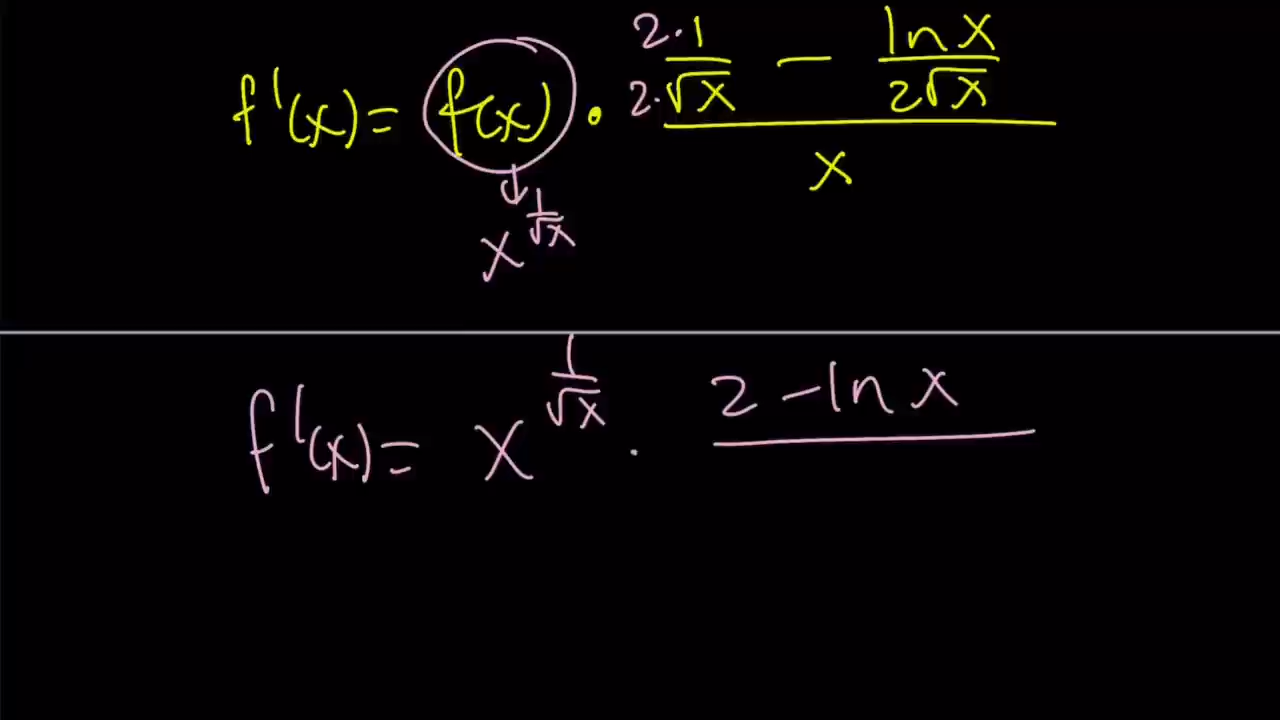 f'(x) = f(x) • (2·1/2·√x − ln x/2√x)/x
↓
x^(1/√x)
f'(x) = x^(1/√x) · 2 − ln x